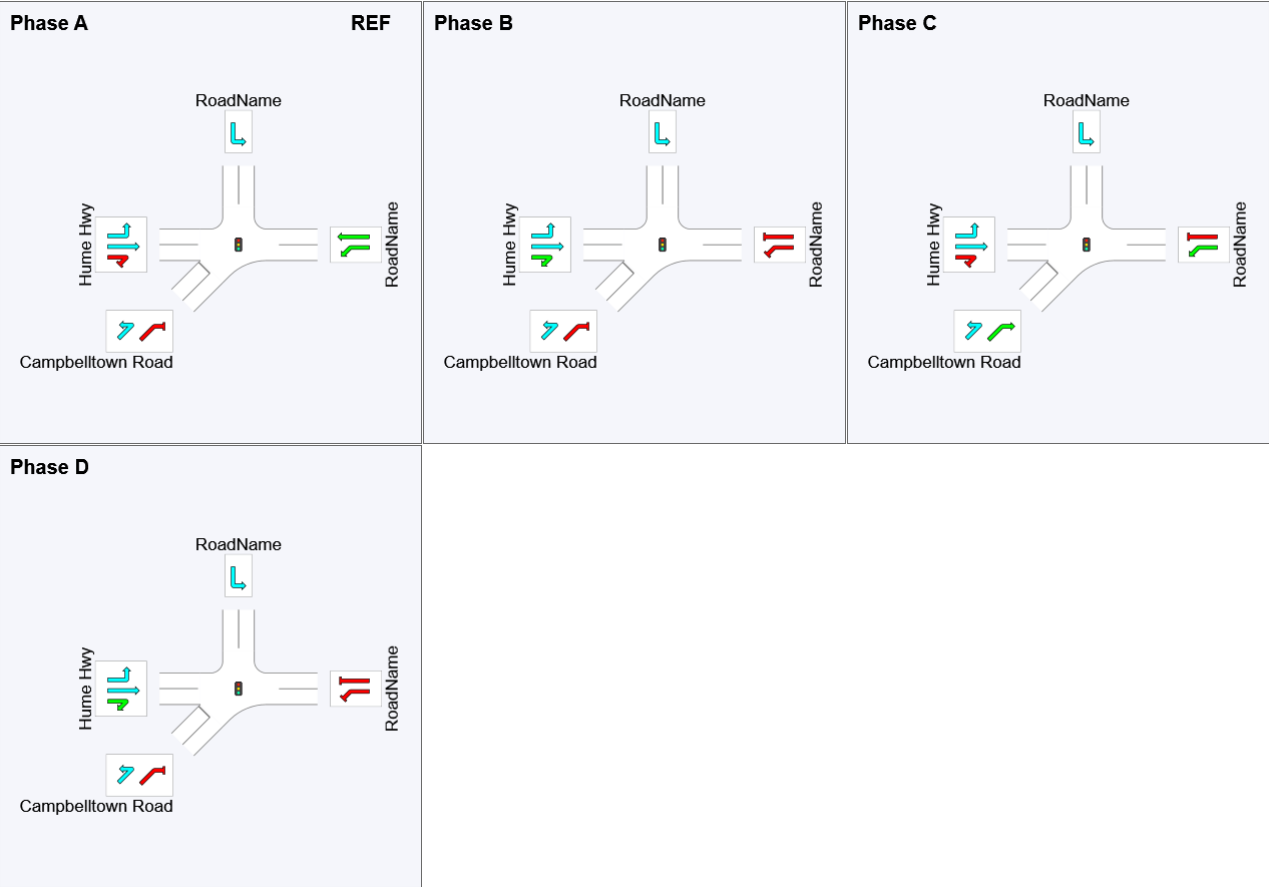 Phase A
REF
RoadName
Hume Hwy
RoadName
Campbelltown Road
Phase B
RoadName
Hume Hwy
RoadName
Campbelltown Road
Phase C
RoadName
Hume Hwy
RoadName
Campbelltown Road
Phase D
RoadName
Hume Hwy
RoadName
Campbelltown Road